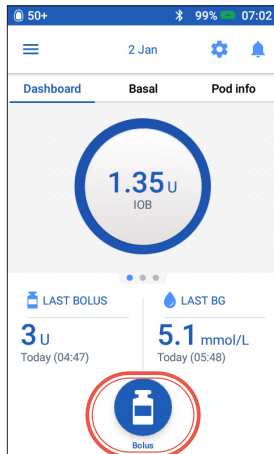 50+ 99% 07:02
2 Jan
Dashboard Basal Pod info
1.35 U
IOB
LAST BOLUS LAST BG
3 U 5.1 mmol/L
Today (04:47) Today (05:48)
Bolus